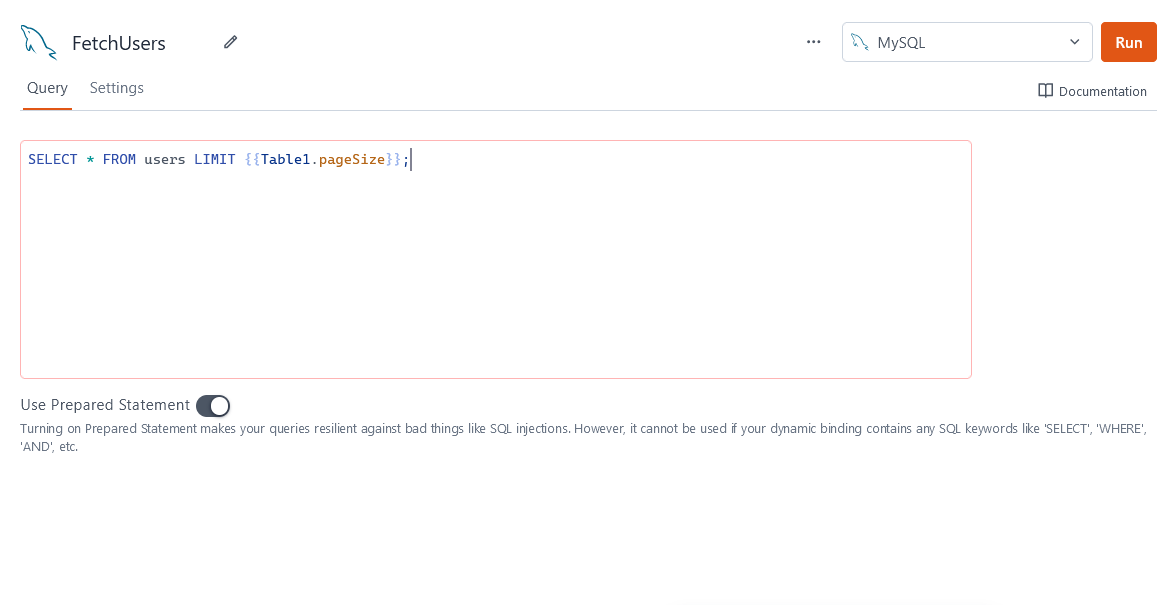 FetchUsers
MySQL
Run
Query Settings
Documentation
SELECT * FROM users LIMIT {{Table1.pageSize}};
Use Prepared Statement
Turning on Prepared Statement makes your queries resilient against bad things like SQL injections. However, it cannot be used if your dynamic binding contains any SQL keywords like 'SELECT', 'WHERE',
'AND', etc.